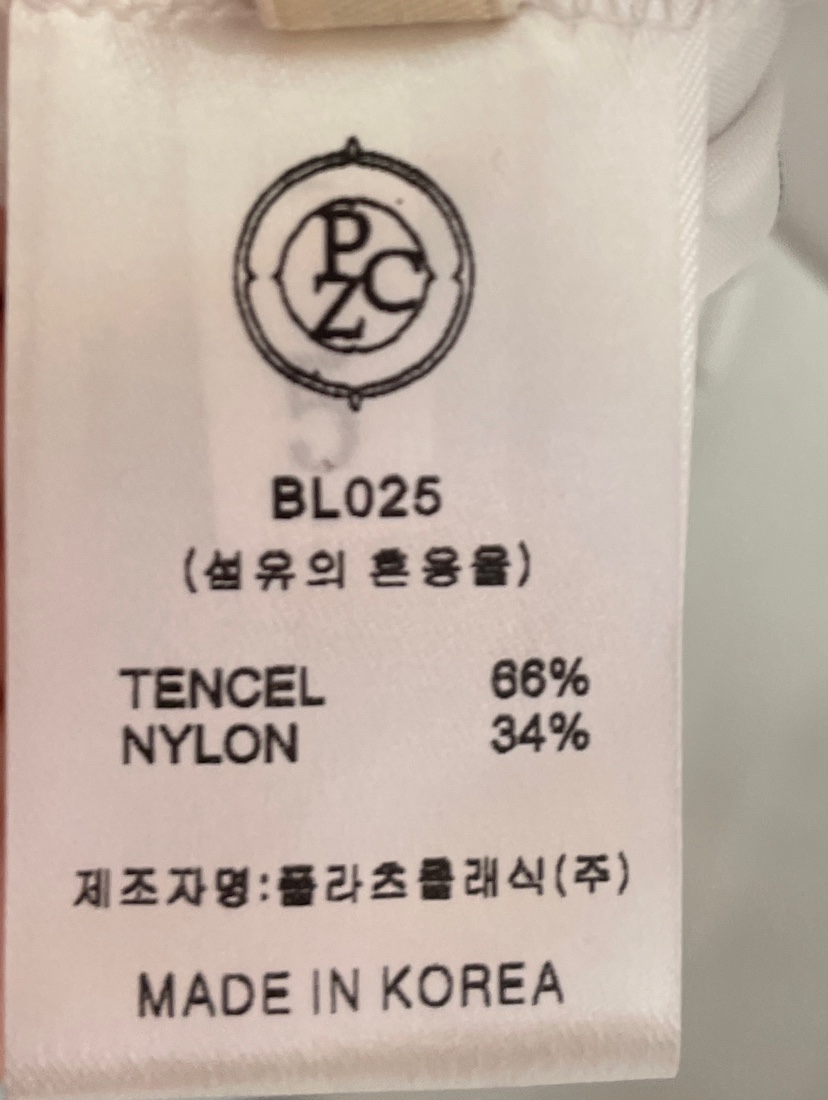 PZC
BL025
(섬유의 혼용율)
TENCEL 66%
NYLON 34%
제조자명:플라츠클래식(주)
MADE IN KOREA